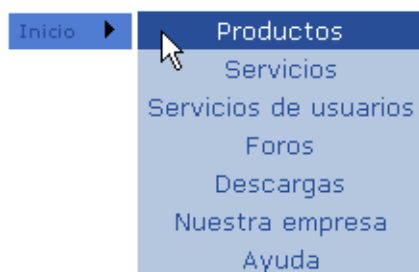 Inicio
Productos
Servicios
Servicios de usuarios
Foros
Descargas
Nuestra empresa
Ayuda